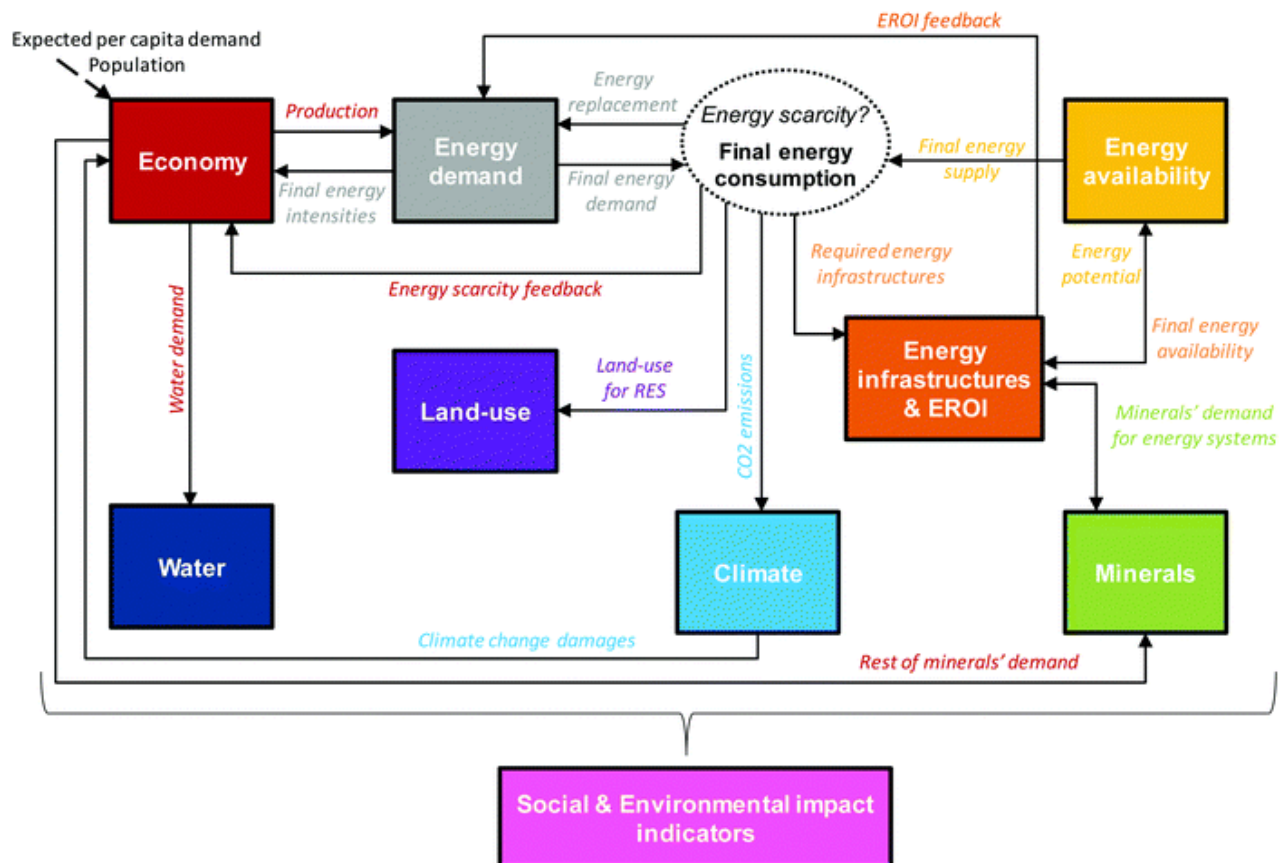 EROI feedback
Expected per capita demand
Population
Energy
replacement
Production
Energy scarcity?
Final energy
consumption
Economy
Energy
demand
Final energy
supply
Energy
availability
Final energy
intensities
Final energy
demand
Required energy
infrastructures
Energy
potential
Energy scarcity feedback
Water demand
Final energy
availability
Energy
infrastructures
& EROI
Land-use
for RES
Land-use
CO2 emissions
Minerals’ demand
for energy systems
Water
Climate
Minerals
Climate change damages
Rest of minerals’ demand
Social & Environmental impact
indicators